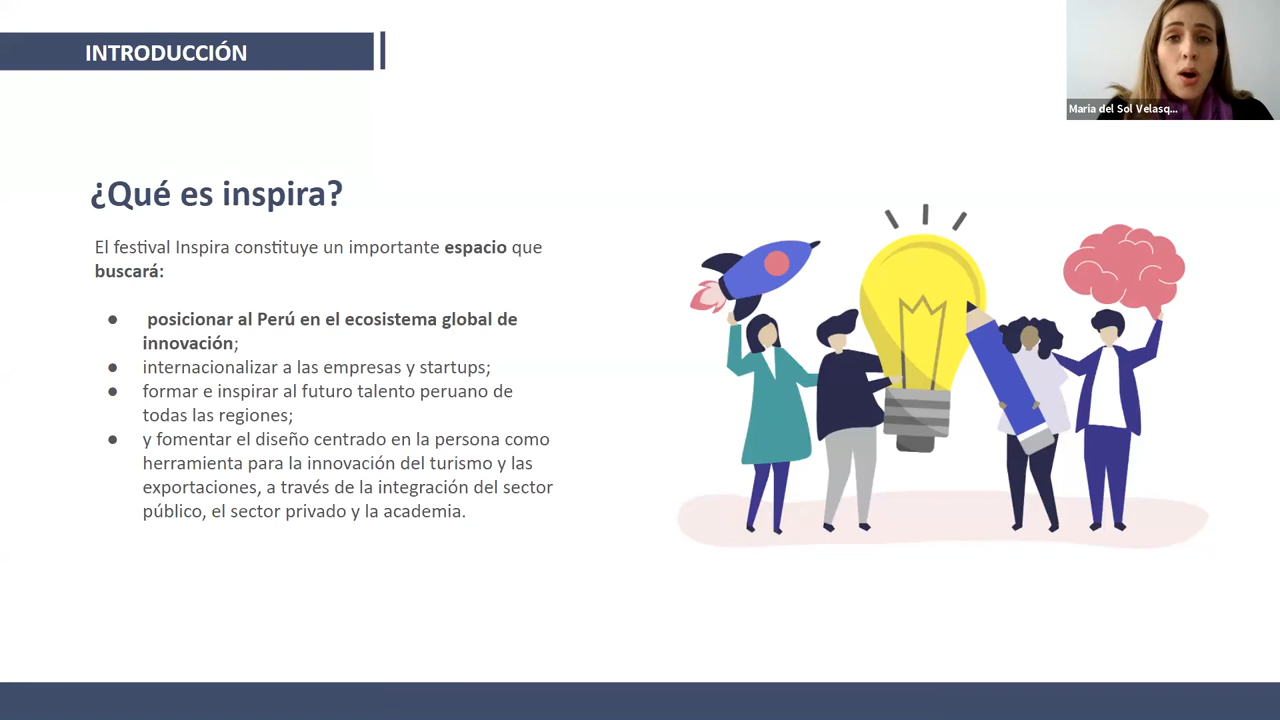 INTRODUCCIÓN
Maria del Sol Velasq...
¿Qué es inspira?
El festival Inspira constituye un importante espacio que
buscará:
● posicionar al Perú en el ecosistema global de
innovación;
● internacionalizar a las empresas y startups;
● formar e inspirar al futuro talento peruano de
todas las regiones;
● y fomentar el diseño centrado en la persona como
herramienta para la innovación del turismo y las
exportaciones, a través de la integración del sector
público, el sector privado y la academia.